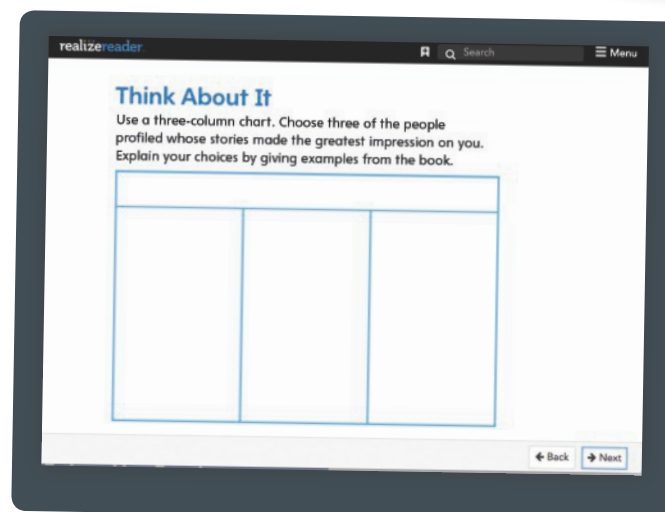 realizereader.
Search
Menu
Think About It
Use a three-column chart. Choose three of the people
profiled whose stories made the greatest impression on you.
Explain your choices by giving examples from the book.
Back
Next